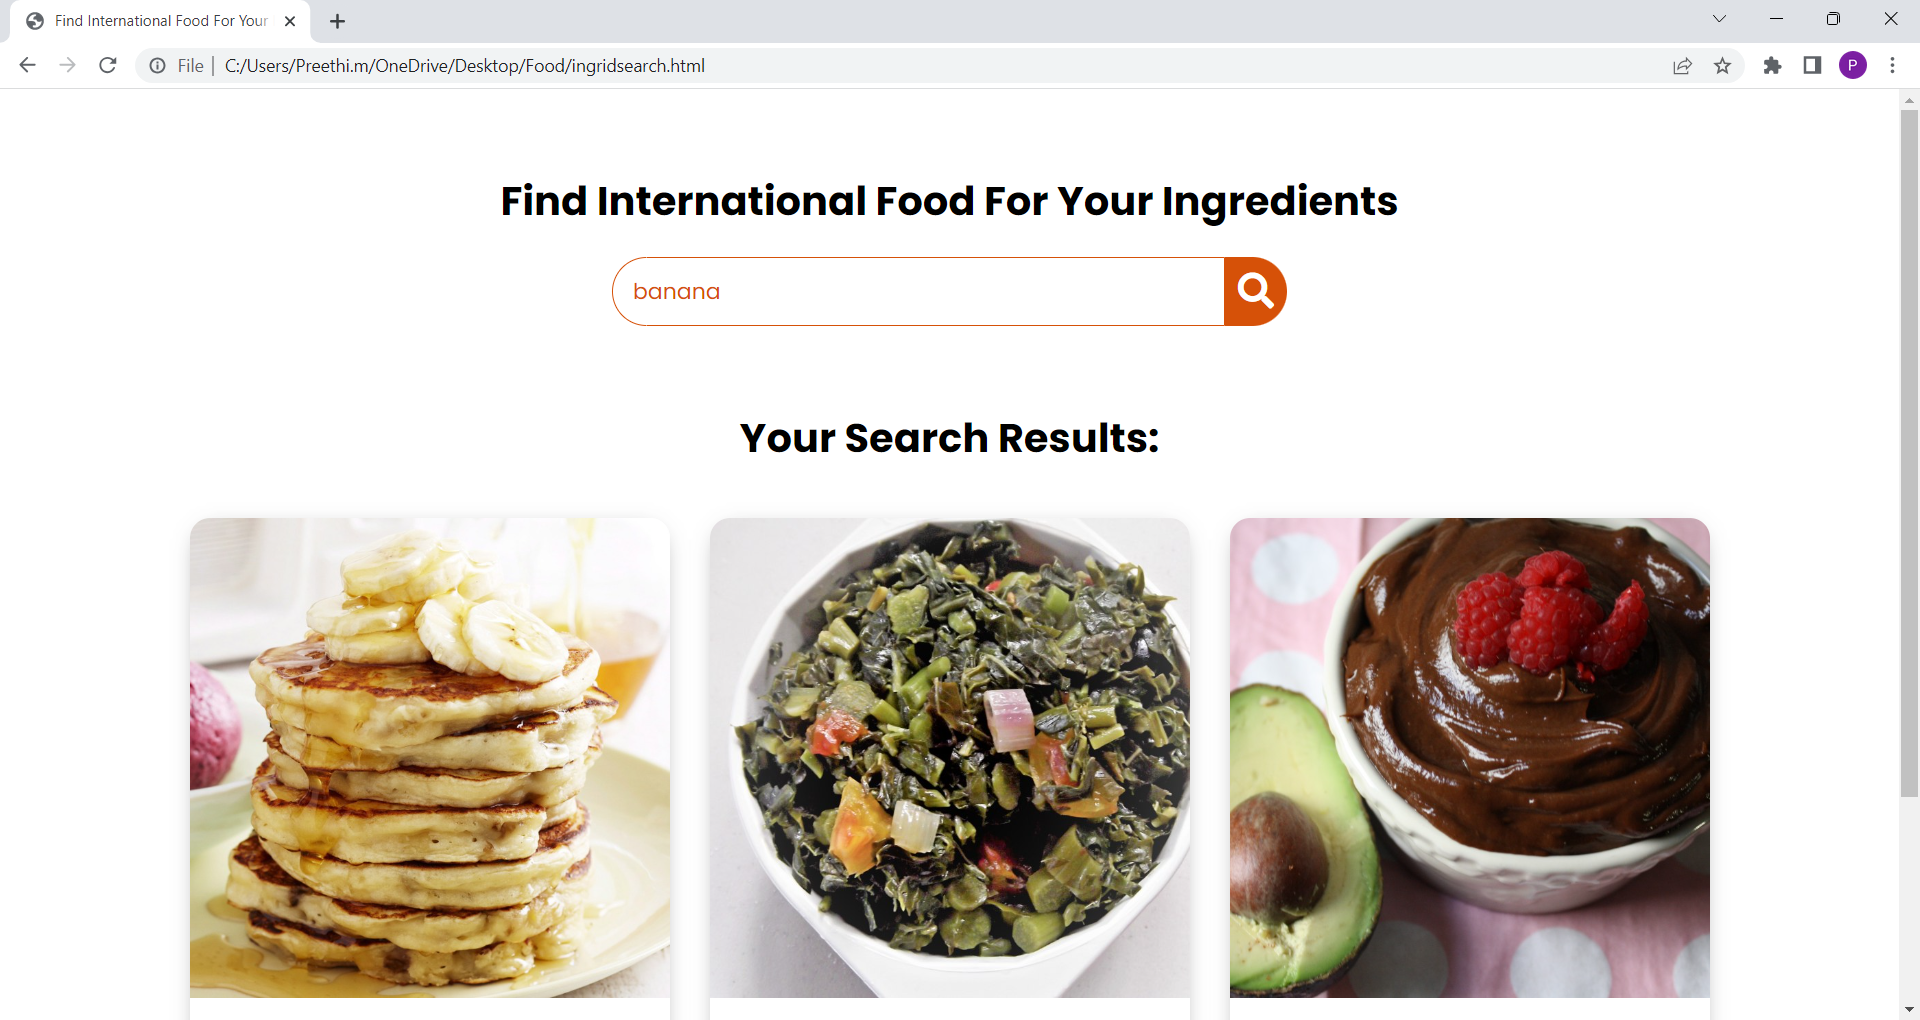 Find International Food For Your
File | C:/Users/Preethi.m/OneDrive/Desktop/Food/ingridsearch.html
P
Find International Food For Your Ingredients
banana
Your Search Results: